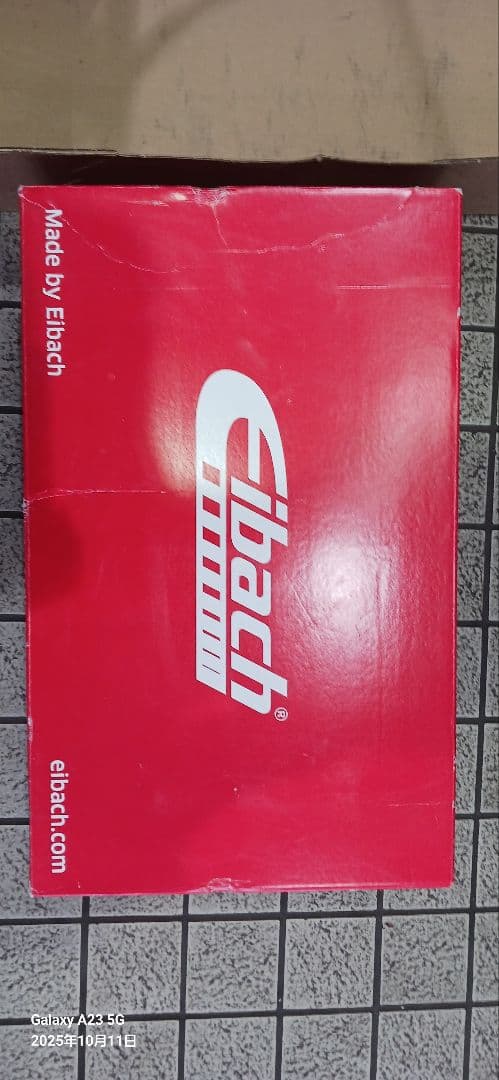 Made by Eibach
Eibach®
eibach.com
Galaxy A23 5G
2025年10月11日